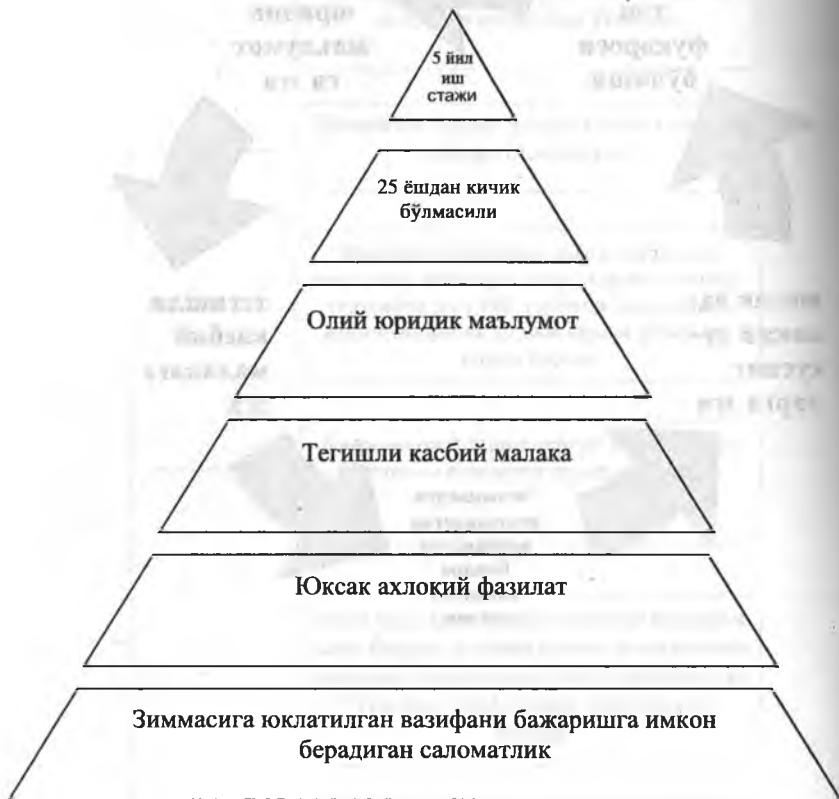 5 йил
иш
стажи
25 ёшдан кичик
бўлмасили
Олий юридик маълумот
Тегишли касбий малака
Юксак ахлоқий фазилат
Зиммасига юклатилган вазифани бажаришга имкон
берадиган саломатлик